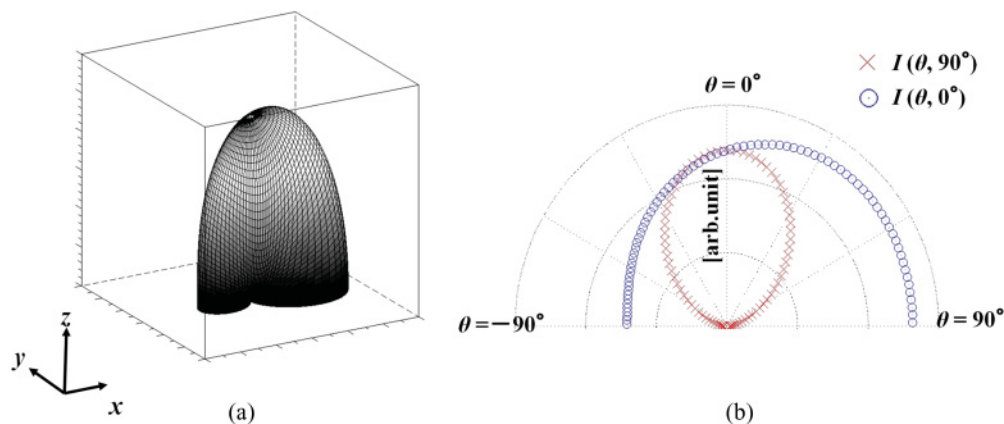 I (θ, 90°)
I (θ, 0°)
θ = 0°
[arb.unit]
θ = −90°
θ = 90°
z
y
x
(a)
(b)